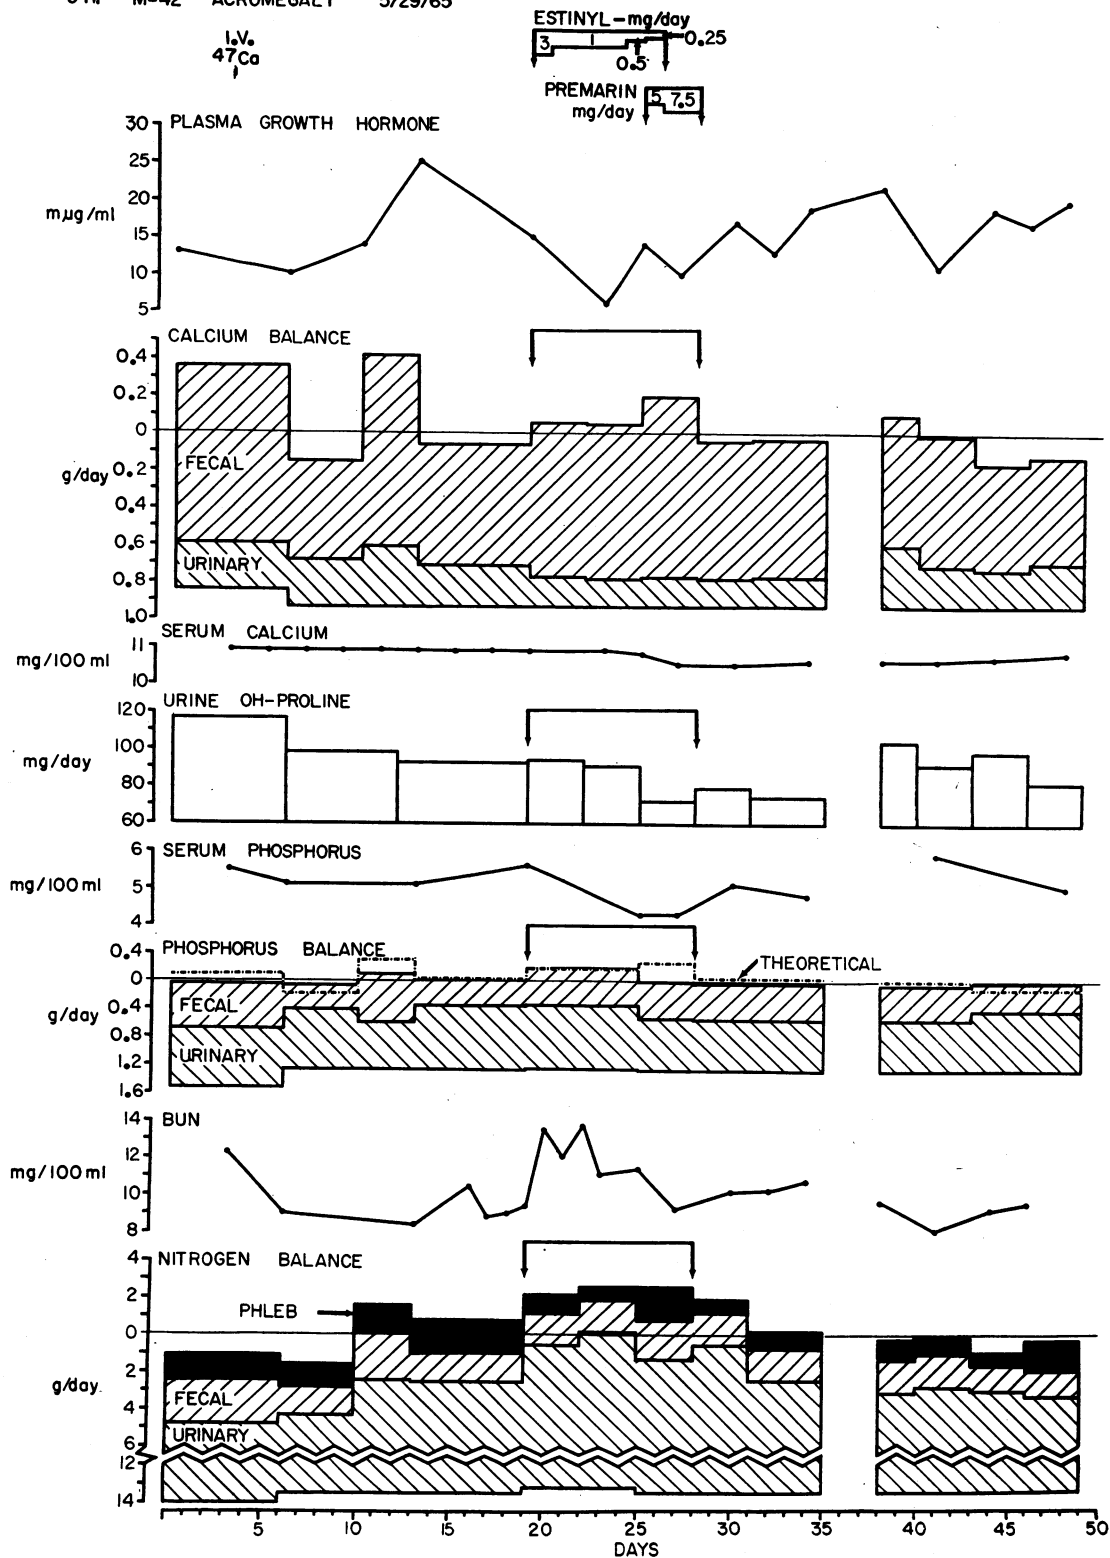 M-42 ACROMEGALY 5/29/65
I.V.
47Ca
ESTINYL-mg/day
3 1 0.5 0.25
PREMARIN
mg/day
5 7.5
PLASMA GROWTH HORMONE
30
25
20
15
10
5
mµg/ml
CALCIUM BALANCE
0.4
0.2
0
0.2
0.4
0.6
0.8
1.0
g/day
FECAL
URINARY
SERUM CALCIUM
11
10
mg/100 ml
URINE OH-PROLINE
120
100
80
60
mg/day
SERUM PHOSPHORUS
6
5
4
mg/100 ml
PHOSPHORUS BALANCE
0.4
0
0.4
0.8
1.2
1.6
g/day
THEORETICAL
FECAL
URINARY
BUN
14
12
10
8
mg/100 ml
NITROGEN BALANCE
4
2
0
2
4
6
12
14
g/day
PHLEB
FECAL
URINARY
5 10 15 20 25 30 35 40 45 50
DAYS